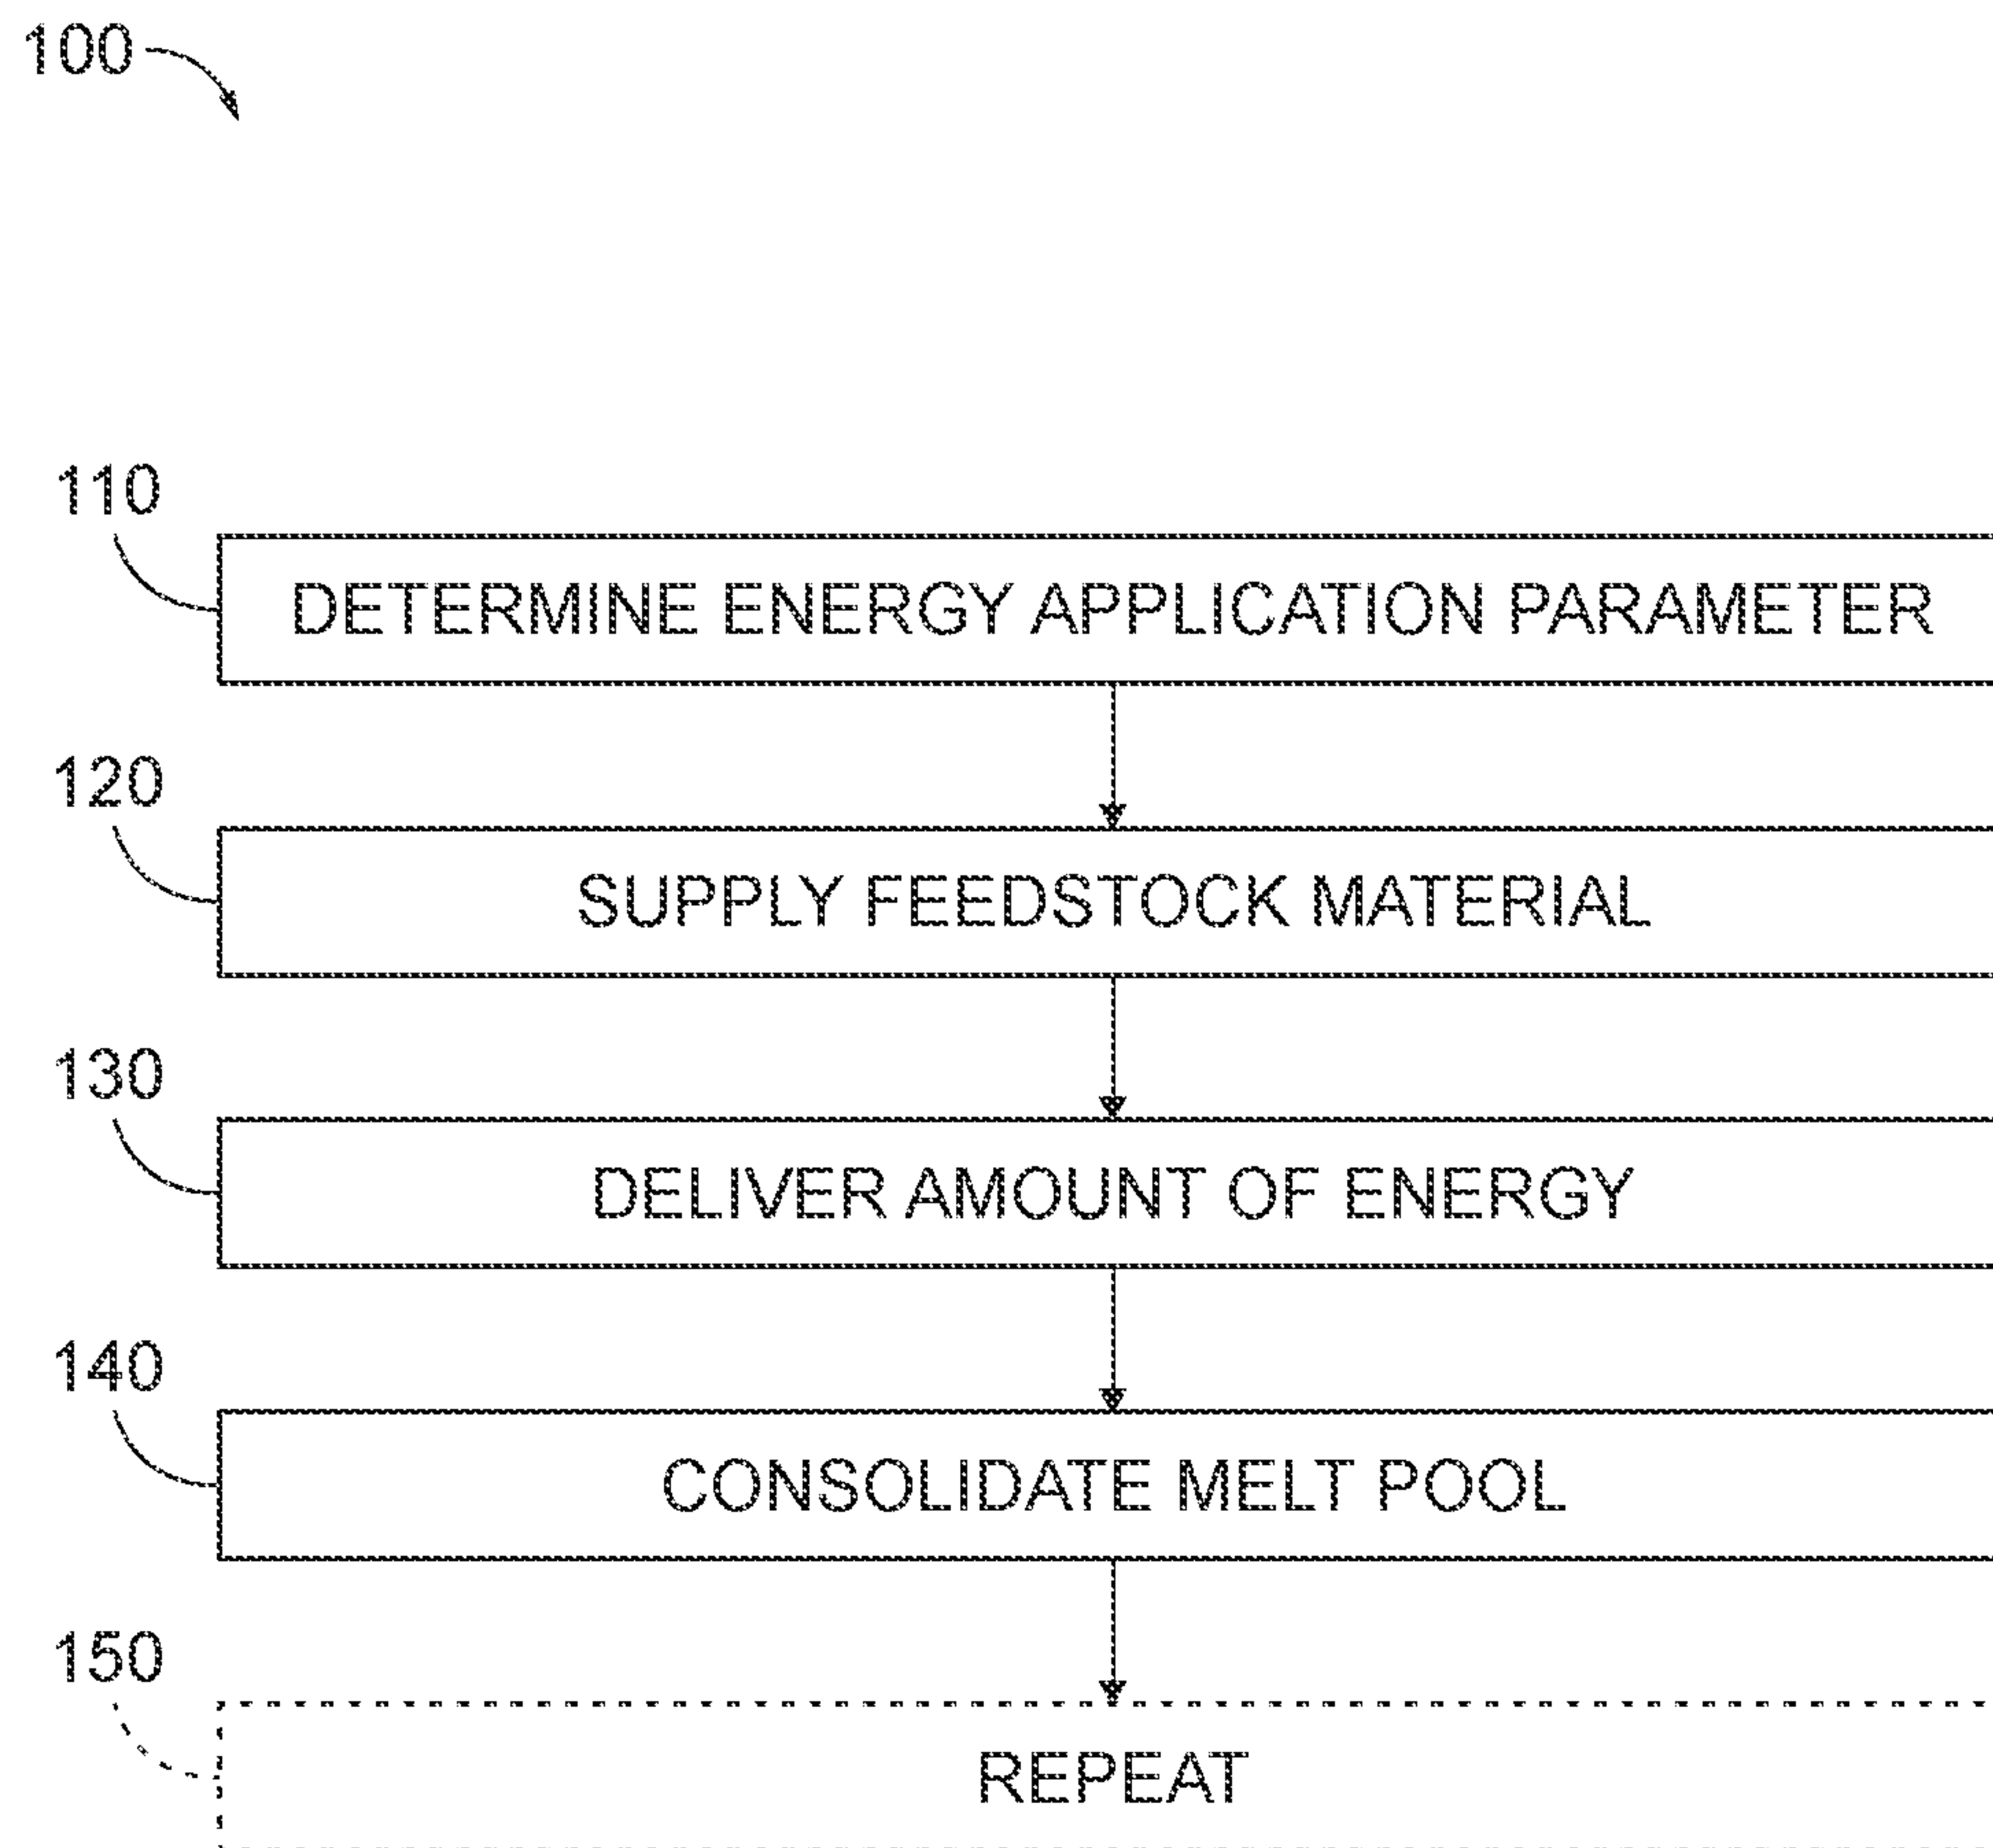 100
110
DETERMINE ENERGY APPLICATION PARAMETER
120
SUPPLY FEEDSTOCK MATERIAL
130
DELIVER AMOUNT OF ENERGY
140
CONSOLIDATE MELT POOL
150
REPEAT